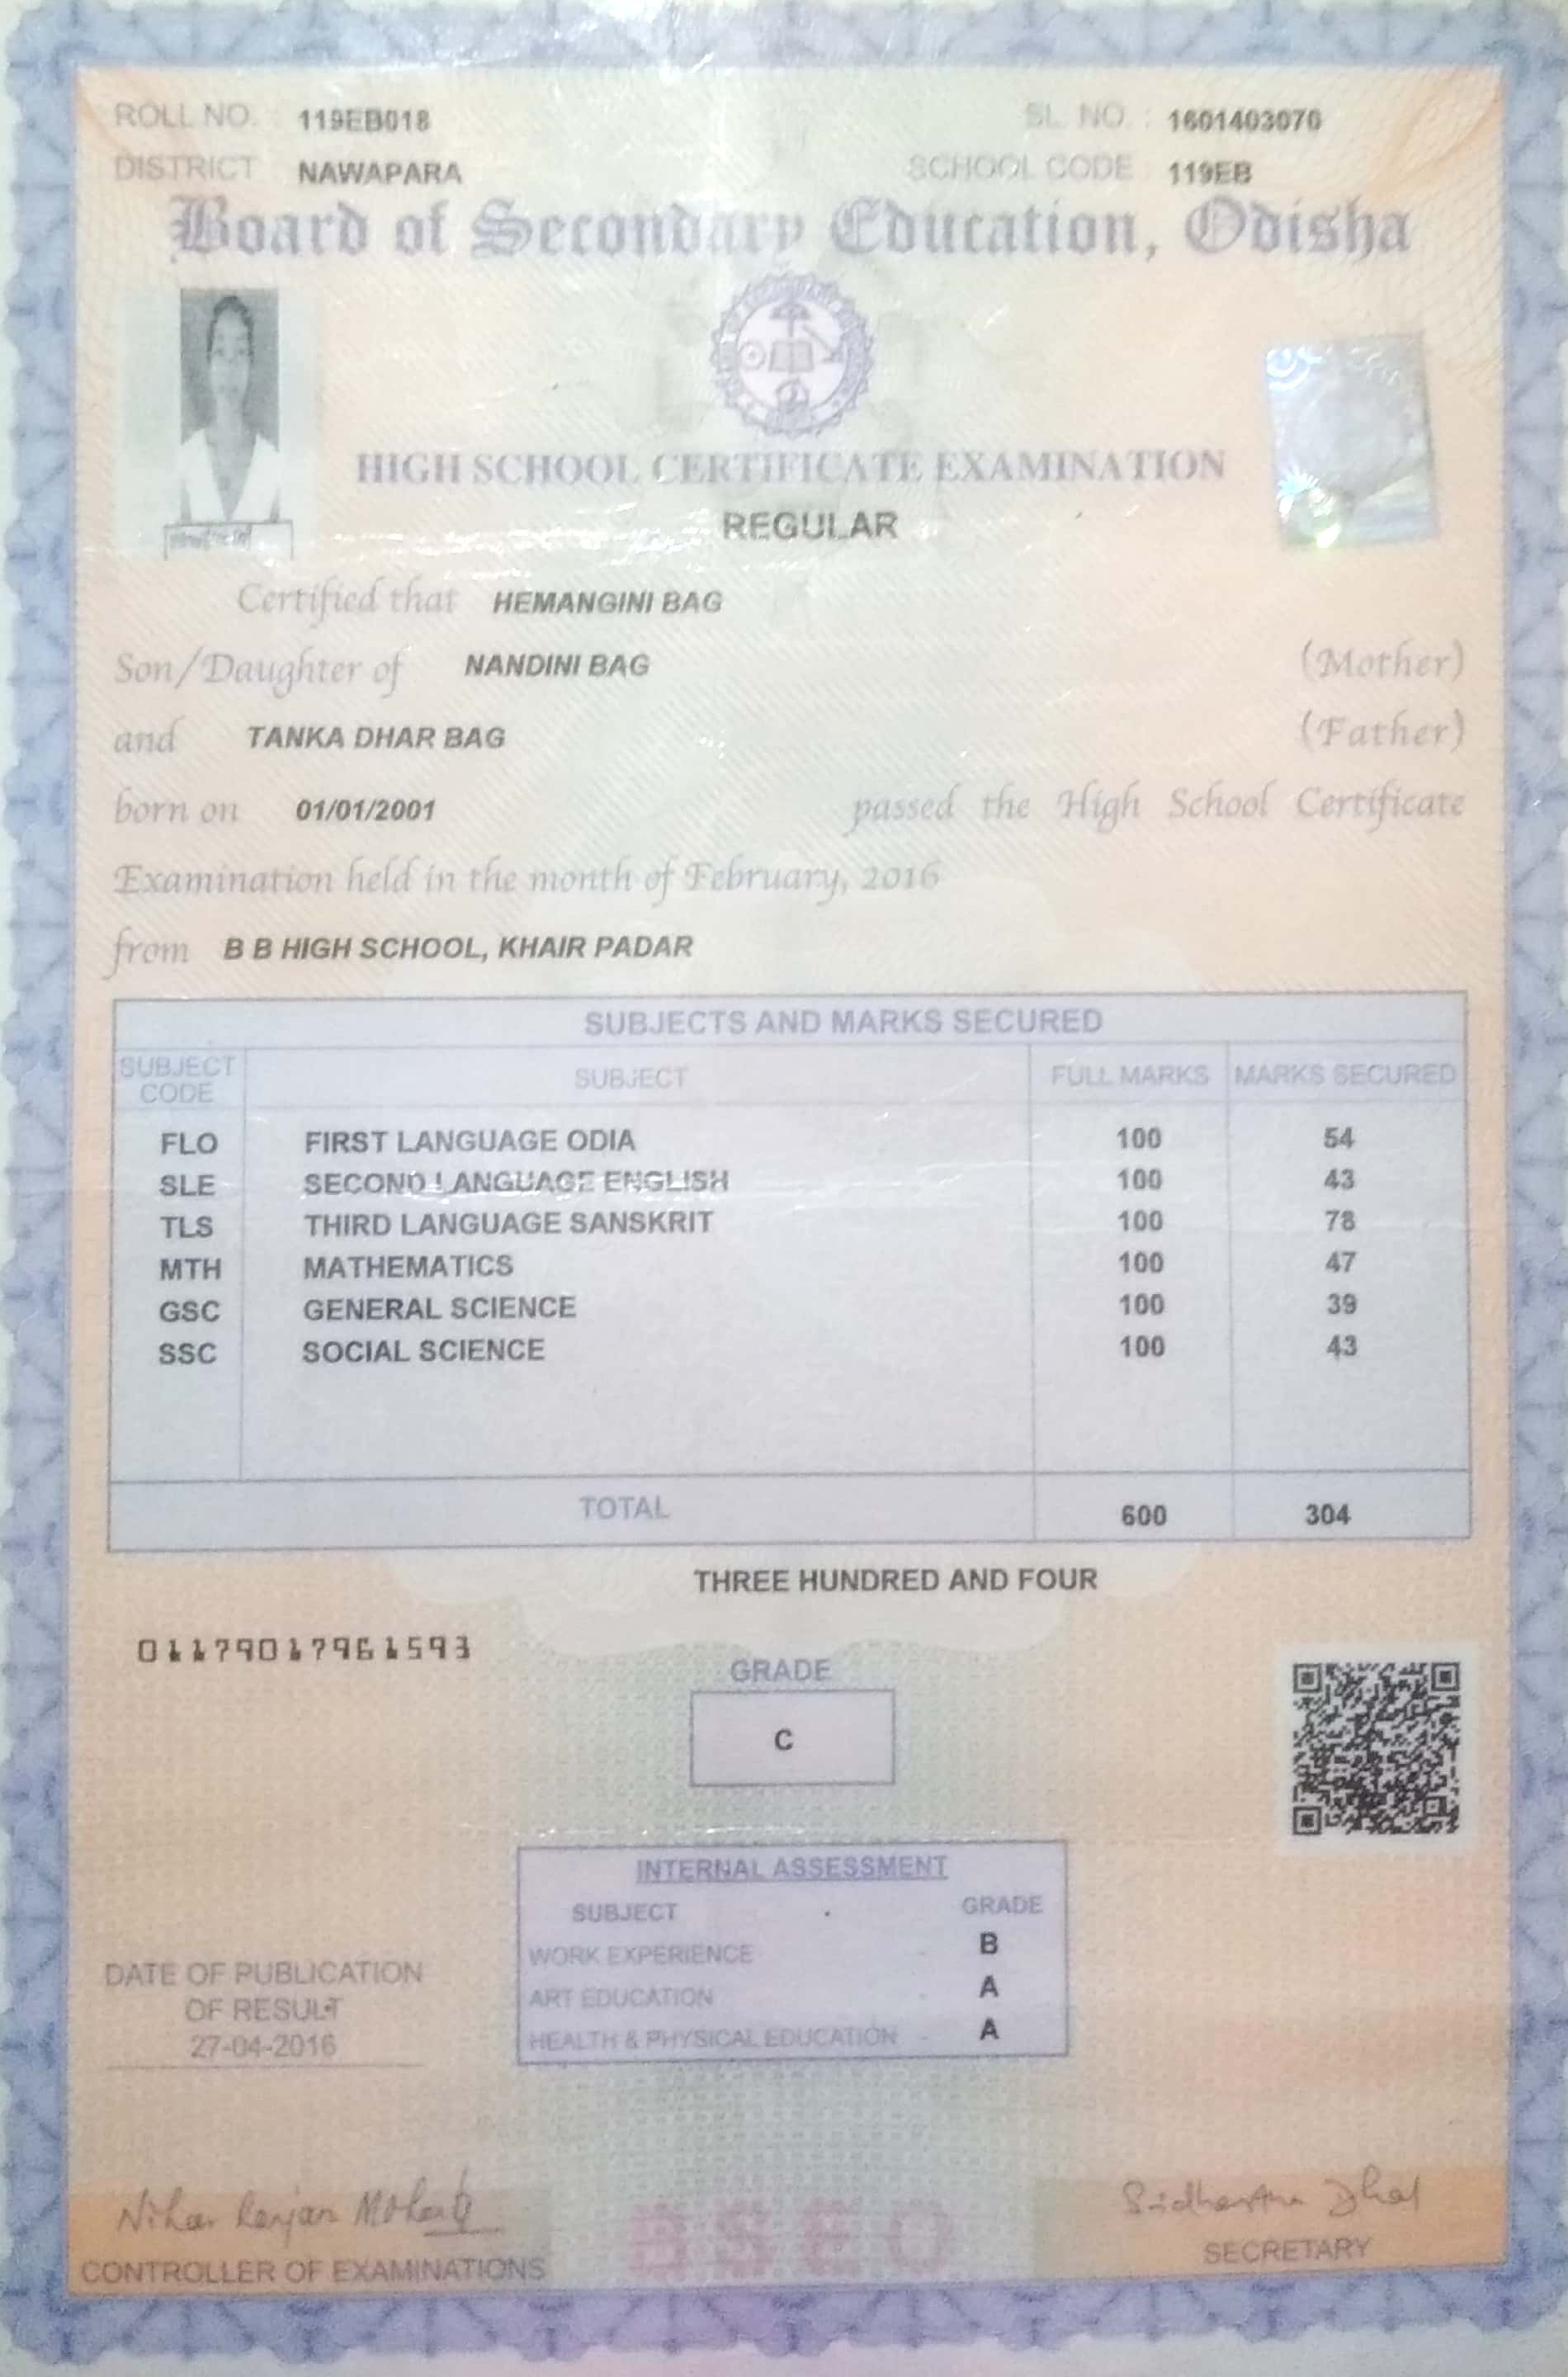 ROLL NO. : 119EB018 SL. NO. : 1601403070
DISTRICT NAWAPARA SCHOOL CODE 119EB
Board of Secondary Education, Odisha
HIGH SCHOOL CERTIFICATE EXAMINATION
REGULAR
Certified that HEMANGINI BAG
Son/Daughter of NANDINI BAG (Mother)
and TANKA DHAR BAG (Father)
born on 01/01/2001 passed the High School Certificate
Examination held in the month of February, 2016
from B B HIGH SCHOOL, KHAIR PADAR
SUBJECTS AND MARKS SECURED
SUBJECT CODE SUBJECT FULL MARKS MARKS SECURED
FLO FIRST LANGUAGE ODIA 100 54
SLE SECOND LANGUAGE ENGLISH 100 43
TLS THIRD LANGUAGE SANSKRIT 100 78
MTH MATHEMATICS 100 47
GSC GENERAL SCIENCE 100 39
SSC SOCIAL SCIENCE 100 43
TOTAL 600 304
THREE HUNDRED AND FOUR
01179017961593
GRADE
C
INTERNAL ASSESSMENT
SUBJECT GRADE
WORK EXPERIENCE - B
ART EDUCATION - A
HEALTH & PHYSICAL EDUCATION - A
DATE OF PUBLICATION
OF RESULT
27-04-2016
Nihar Ranjan Mohanty
CONTROLLER OF EXAMINATIONS
BSEO
Sidhartha Dhal
SECRETARY